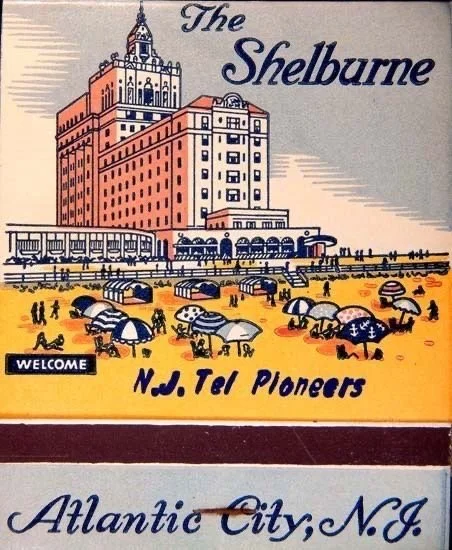 The
Shelburne
WELCOME
N.J. Tel Pioneers
Atlantic City, N.J.